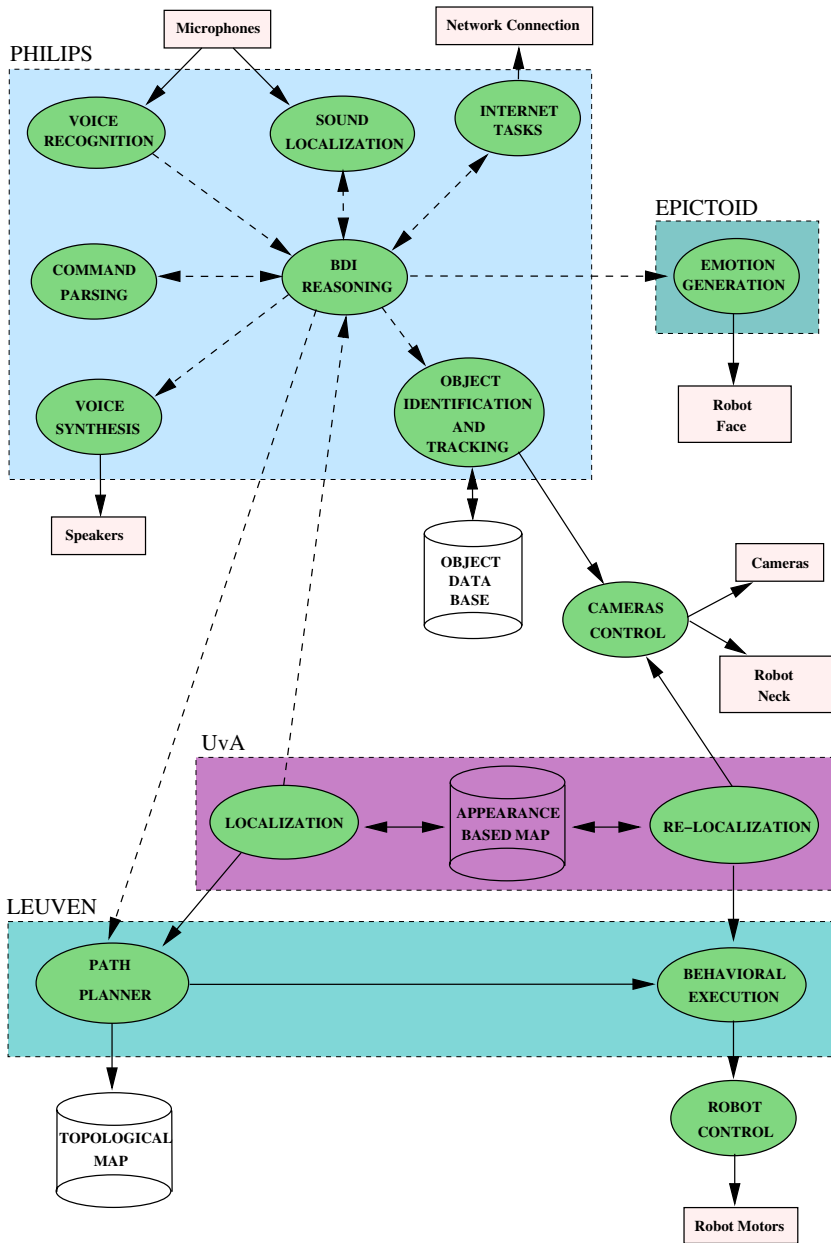 Microphones
Network Connection
PHILIPS
VOICE
RECOGNITION
SOUND
LOCALIZATION
INTERNET
TASKS
EPICTOID
COMMAND
PARSING
BDI
REASONING
EMOTION
GENERATION
VOICE
SYNTHESIS
OBJECT
IDENTIFICATION
AND
TRACKING
Robot
Face
Speakers
OBJECT
DATA
BASE
Cameras
CAMERAS
CONTROL
Robot
Neck
UvA
LOCALIZATION
APPEARANCE
BASED MAP
RE-LOCALIZATION
LEUVEN
PATH
PLANNER
BEHAVIORAL
EXECUTION
TOPOLOGICAL
MAP
ROBOT
CONTROL
Robot Motors